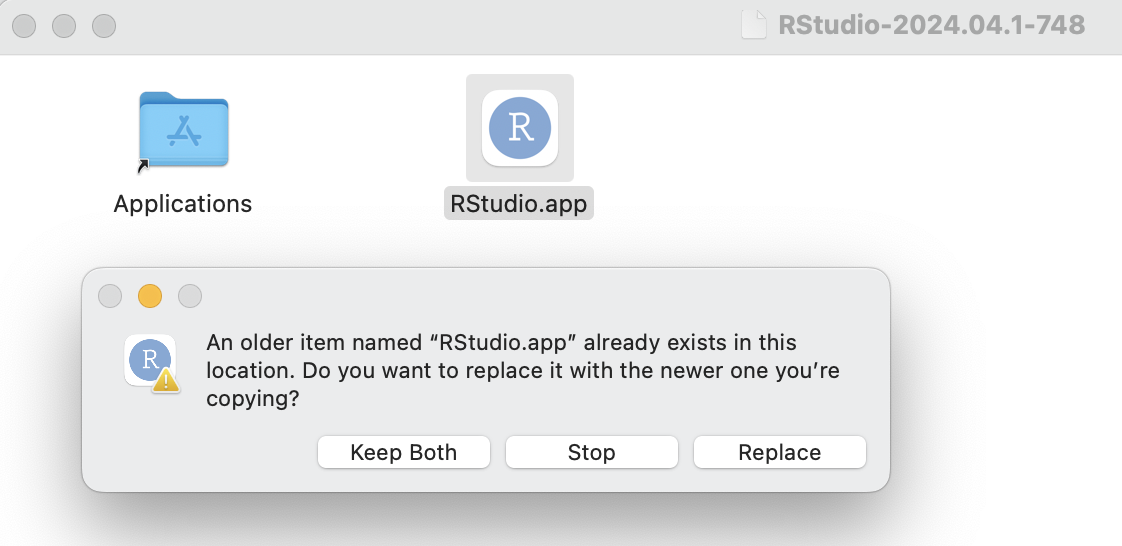 RStudio-2024.04.1-748
Applications
R
RStudio.app
R
An older item named “RStudio.app” already exists in this
location. Do you want to replace it with the newer one you’re
copying?
Keep Both
Stop
Replace